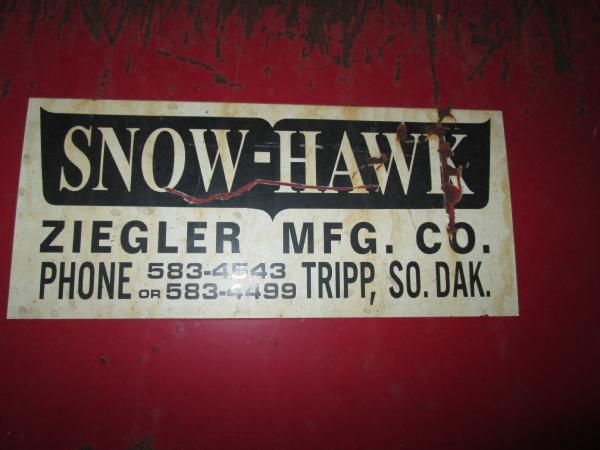 SNOW-HAWK
ZIEGLER MFG. CO.
PHONE 583-4543 TRIPP, SO. DAK.
OR 583-4499